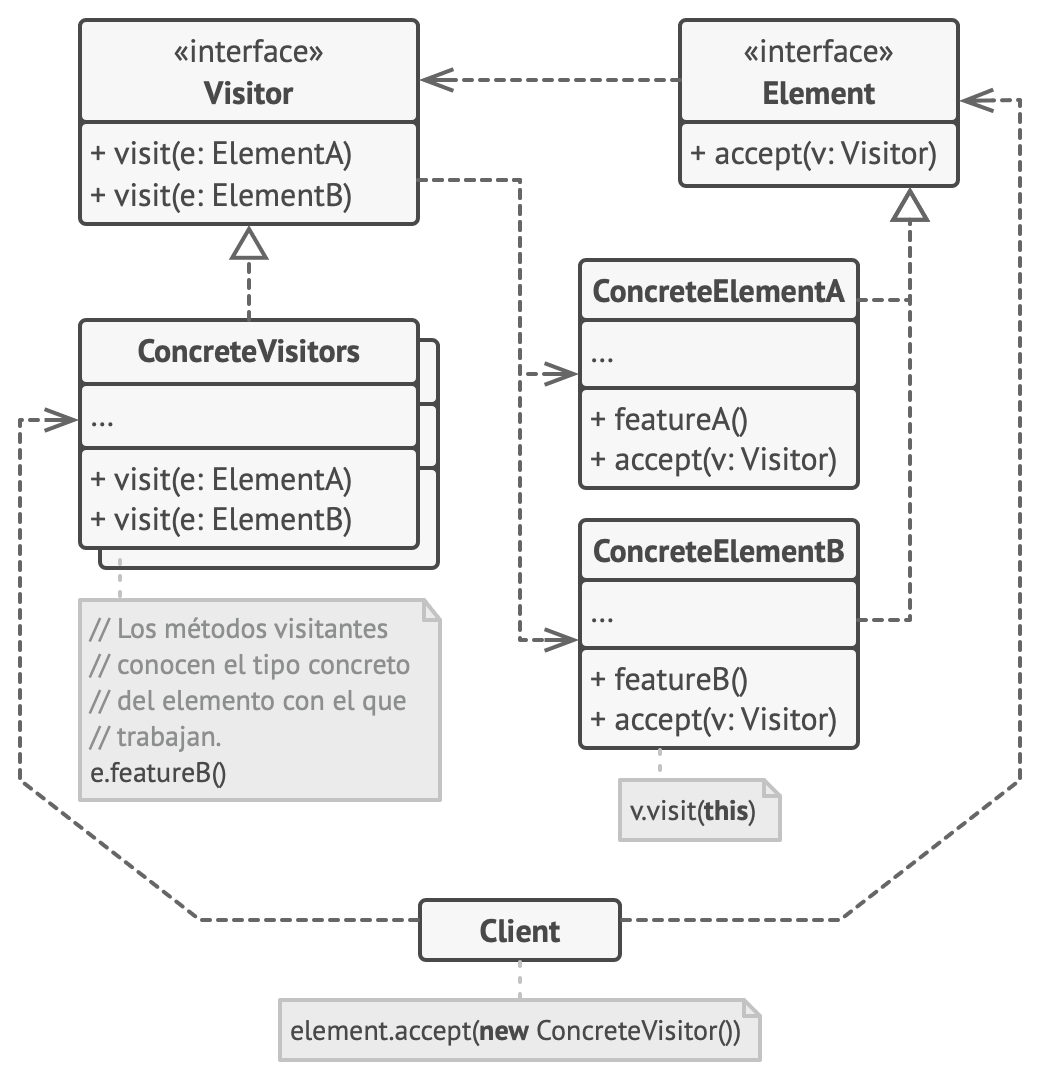 «interface»
Visitor
+ visit(e: ElementA)
+ visit(e: ElementB)
«interface»
Element
+ accept(v: Visitor)
ConcreteVisitors
...
+ visit(e: ElementA)
+ visit(e: ElementB)
// Los métodos visitantes
// conocen el tipo concreto
// del elemento con el que
// trabajan.
e.featureB()
ConcreteElementA
...
+ featureA()
+ accept(v: Visitor)
ConcreteElementB
...
+ featureB()
+ accept(v: Visitor)
v.visit(this)
Client
element.accept(new ConcreteVisitor())